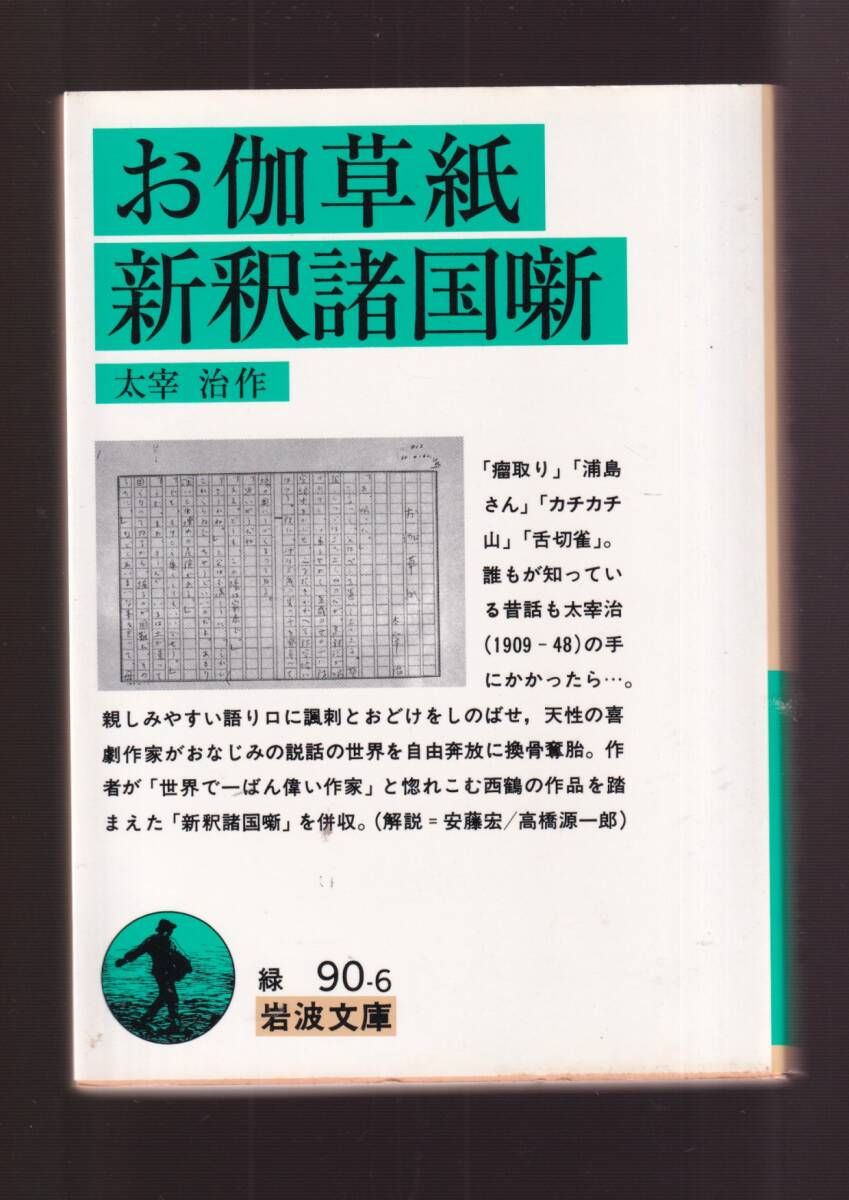 お伽草紙
新釈諸国噺
太宰 治作
お伽草紙
太宰治
「瘤取り」「浦島
さん」「カチカチ
山」「舌切雀」。
誰もが知ってい
る昔話も太宰治
(1909-48)の手
にかかったら…。
親しみやすい語り口に諷刺とおどけをしのばせ,天性の喜
劇作家がおなじみの説話の世界を自由奔放に換骨奪胎。作
者が「世界で一ばん偉い作家」と惚れこむ西鶴の作品を踏
まえた「新釈諸国噺」を併収。(解説=安藤宏/高橋源一郎)
緑 90-6
岩波文庫